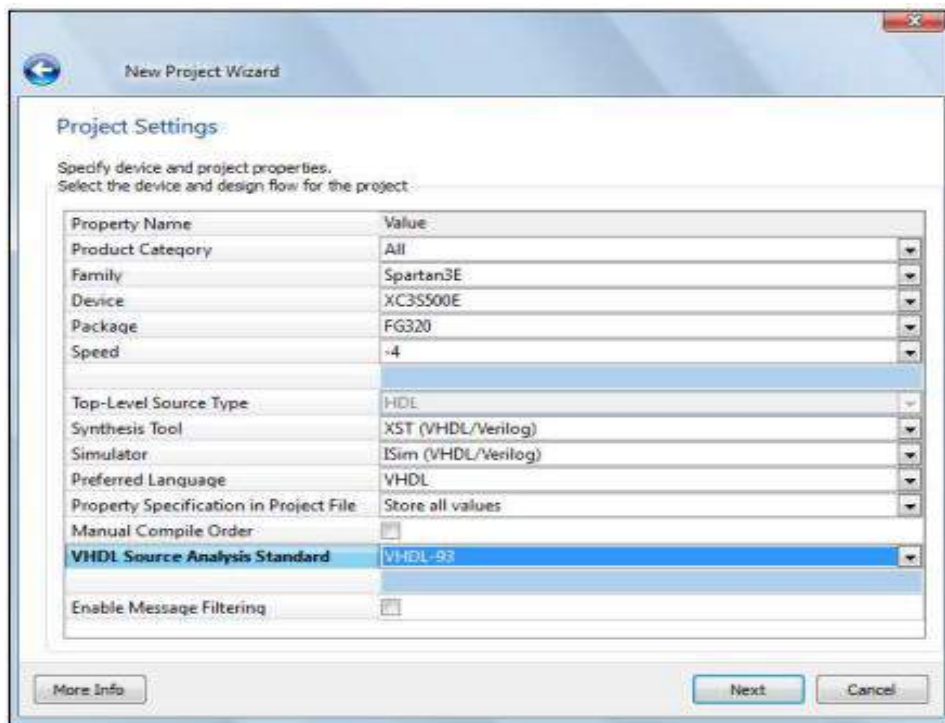 New Project Wizard
Project Settings
Specify device and project properties.
Select the device and design flow for the project
Property Name Value
Product Category All
Family Spartan3E
Device XC3S500E
Package FG320
Speed -4
Top-Level Source Type HDL
Synthesis Tool XST (VHDL/Verilog)
Simulator ISim (VHDL/Verilog)
Preferred Language VHDL
Property Specification in Project File Store all values
Manual Compile Order
VHDL Source Analysis Standard VHDL-93
Enable Message Filtering
More Info Next Cancel